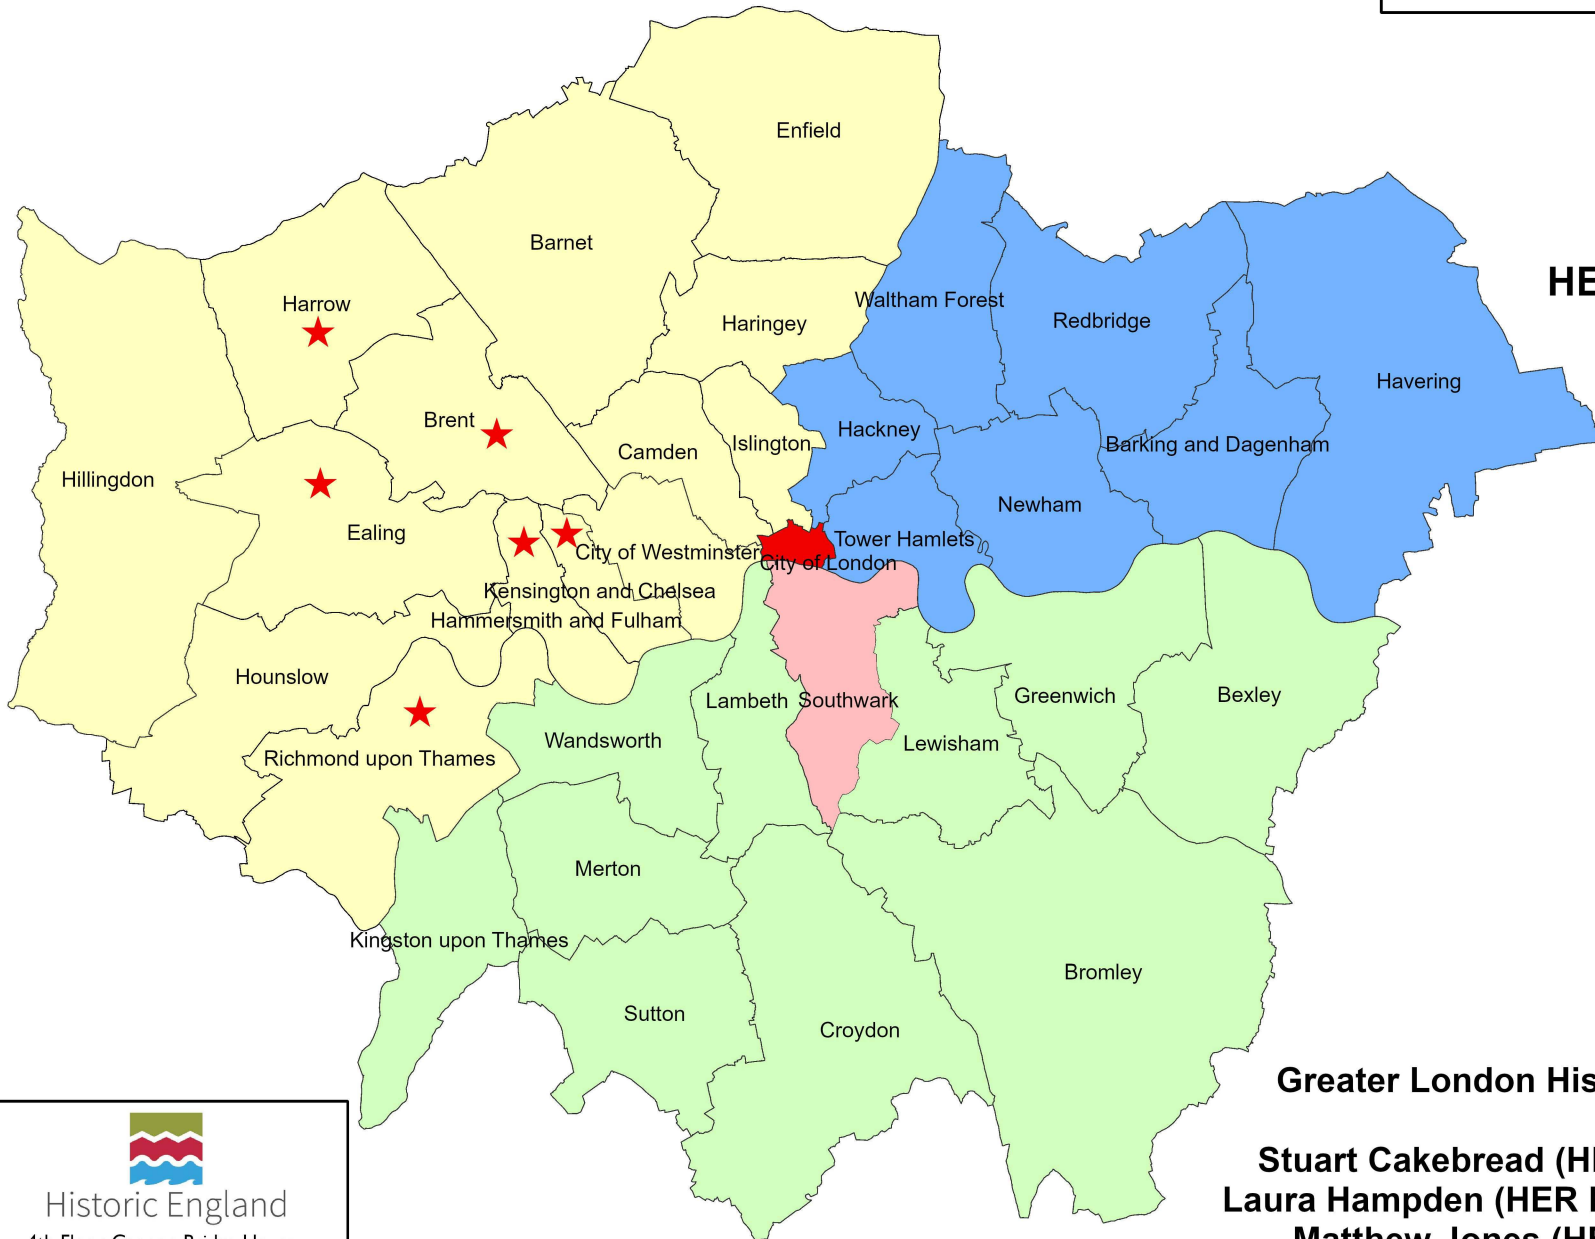 Enfield
Barnet
HE
Harrow
Waltham Forest
Haringey
Redbridge
Havering
Brent
Hackney
Islington
Barking and Dagenham
Camden
Hillingdon
Newham
Ealing
Tower Hamlets
City of Westminster
City of London
Kensington and Chelsea
Hammersmith and Fulham
Hounslow
Lambeth
Southwark
Greenwich
Bexley
Wandsworth
Lewisham
Richmond upon Thames
Merton
Kingston upon Thames
Bromley
Sutton
Croydon
Greater London His
Stuart Cakebread (H
Laura Hampden (HER
Matthew Jones (H
Historic England